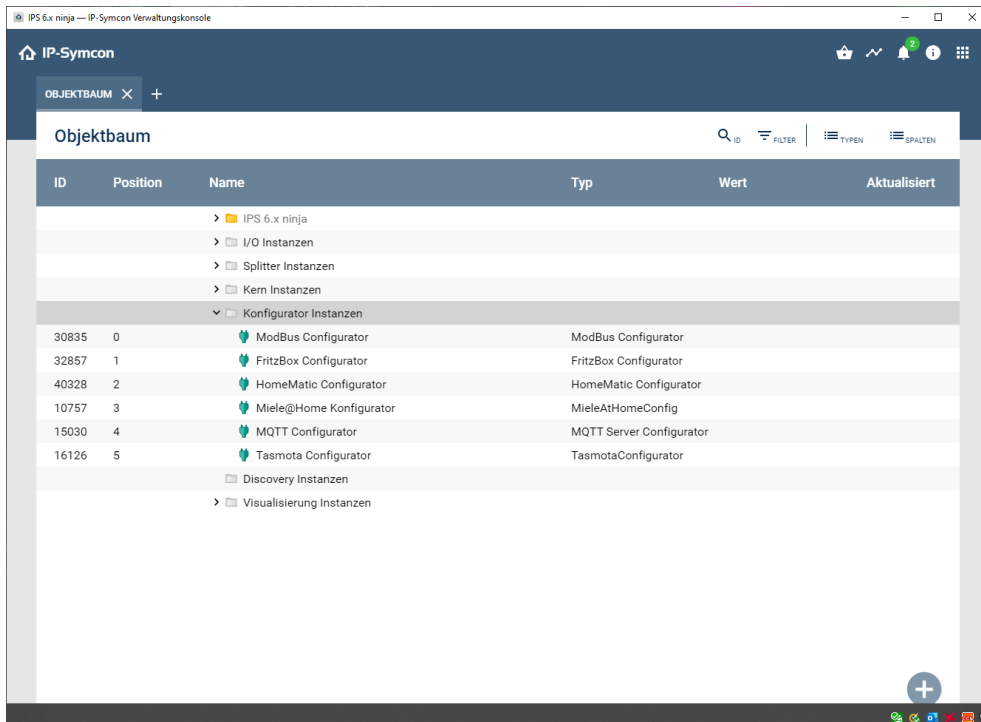 IPS 6.x ninja — IP-Symcon Verwaltungskonsole
IP-Symcon
2
OBJEKTBAUM
Objektbaum
ID FILTER TYPEN SPALTEN
ID Position Name Typ Wert Aktualisiert
IPS 6.x ninja
I/O Instanzen
Splitter Instanzen
Kern Instanzen
Konfigurator Instanzen
30835 0 ModBus Configurator ModBus Configurator
32857 1 FritzBox Configurator FritzBox Configurator
40328 2 HomeMatic Configurator HomeMatic Configurator
10757 3 Miele@Home Konfigurator MieleAtHomeConfig
15030 4 MQTT Configurator MQTT Server Configurator
16126 5 Tasmota Configurator TasmotaConfigurator
Discovery Instanzen
Visualisierung Instanzen